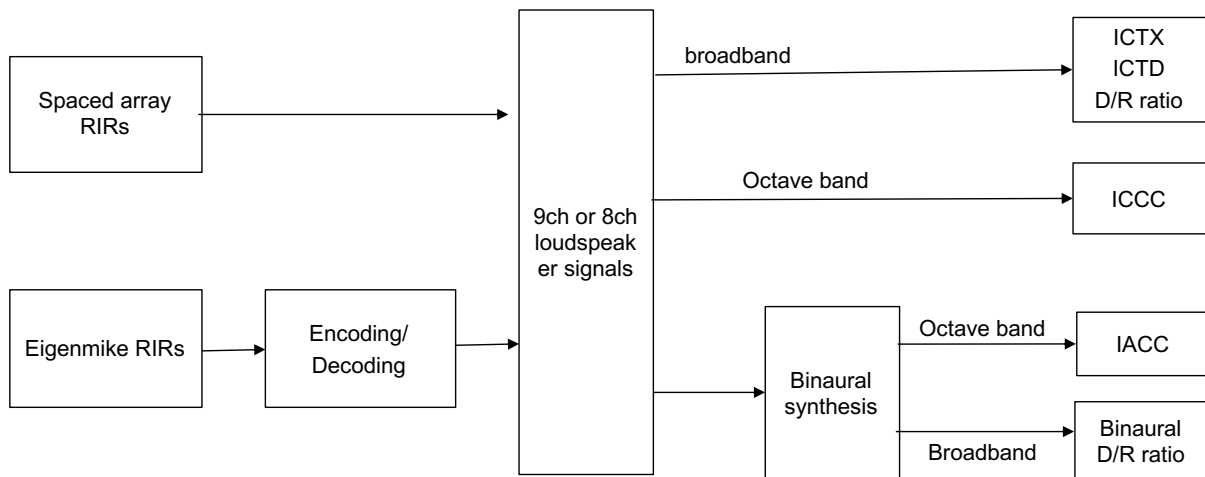 Spaced array
RIRs
Eigenmike RIRs
Encoding/
Decoding
9ch or 8ch
loudspeak
er signals
broadband
ICTX
ICTD
D/R ratio
Octave band
ICCC
Binaural
synthesis
Octave band
IACC
Broadband
Binaural
D/R ratio